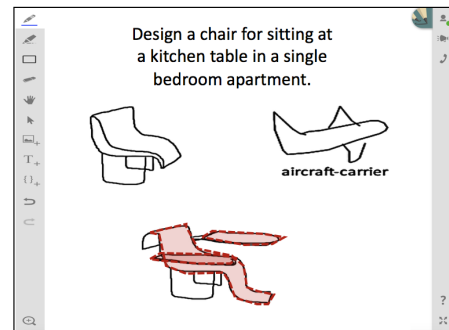 Design a chair for sitting at
a kitchen table in a single
bedroom apartment.
aircraft-carrier
T+
{}+
?